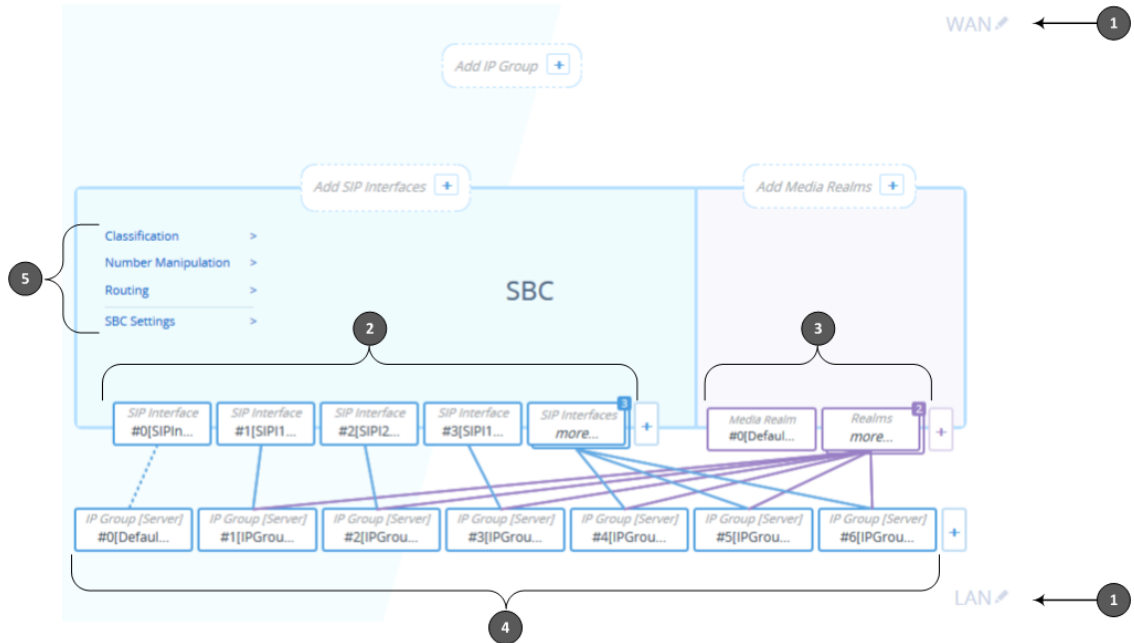 WAN
1
Add IP Group +
Add SIP Interfaces +
Add Media Realms +
Classification >
Number Manipulation >
Routing >
SBC Settings >
5
SBC
2
3
SIP Interface
#0[SIPIn...
SIP Interface
#1[SIPI1...
SIP Interface
#2[SIPI2...
SIP Interface
#3[SIPI1...
3
SIP Interfaces
more...
+
Media Realm
#0[Defaul...
2
Realms
more...
+
IP Group [Server]
#0[Defaul...
IP Group [Server]
#1[IPGrou...
IP Group [Server]
#2[IPGrou...
IP Group [Server]
#3[IPGrou...
IP Group [Server]
#4[IPGrou...
IP Group [Server]
#5[IPGrou...
IP Group [Server]
#6[IPGrou...
+
LAN
1
4